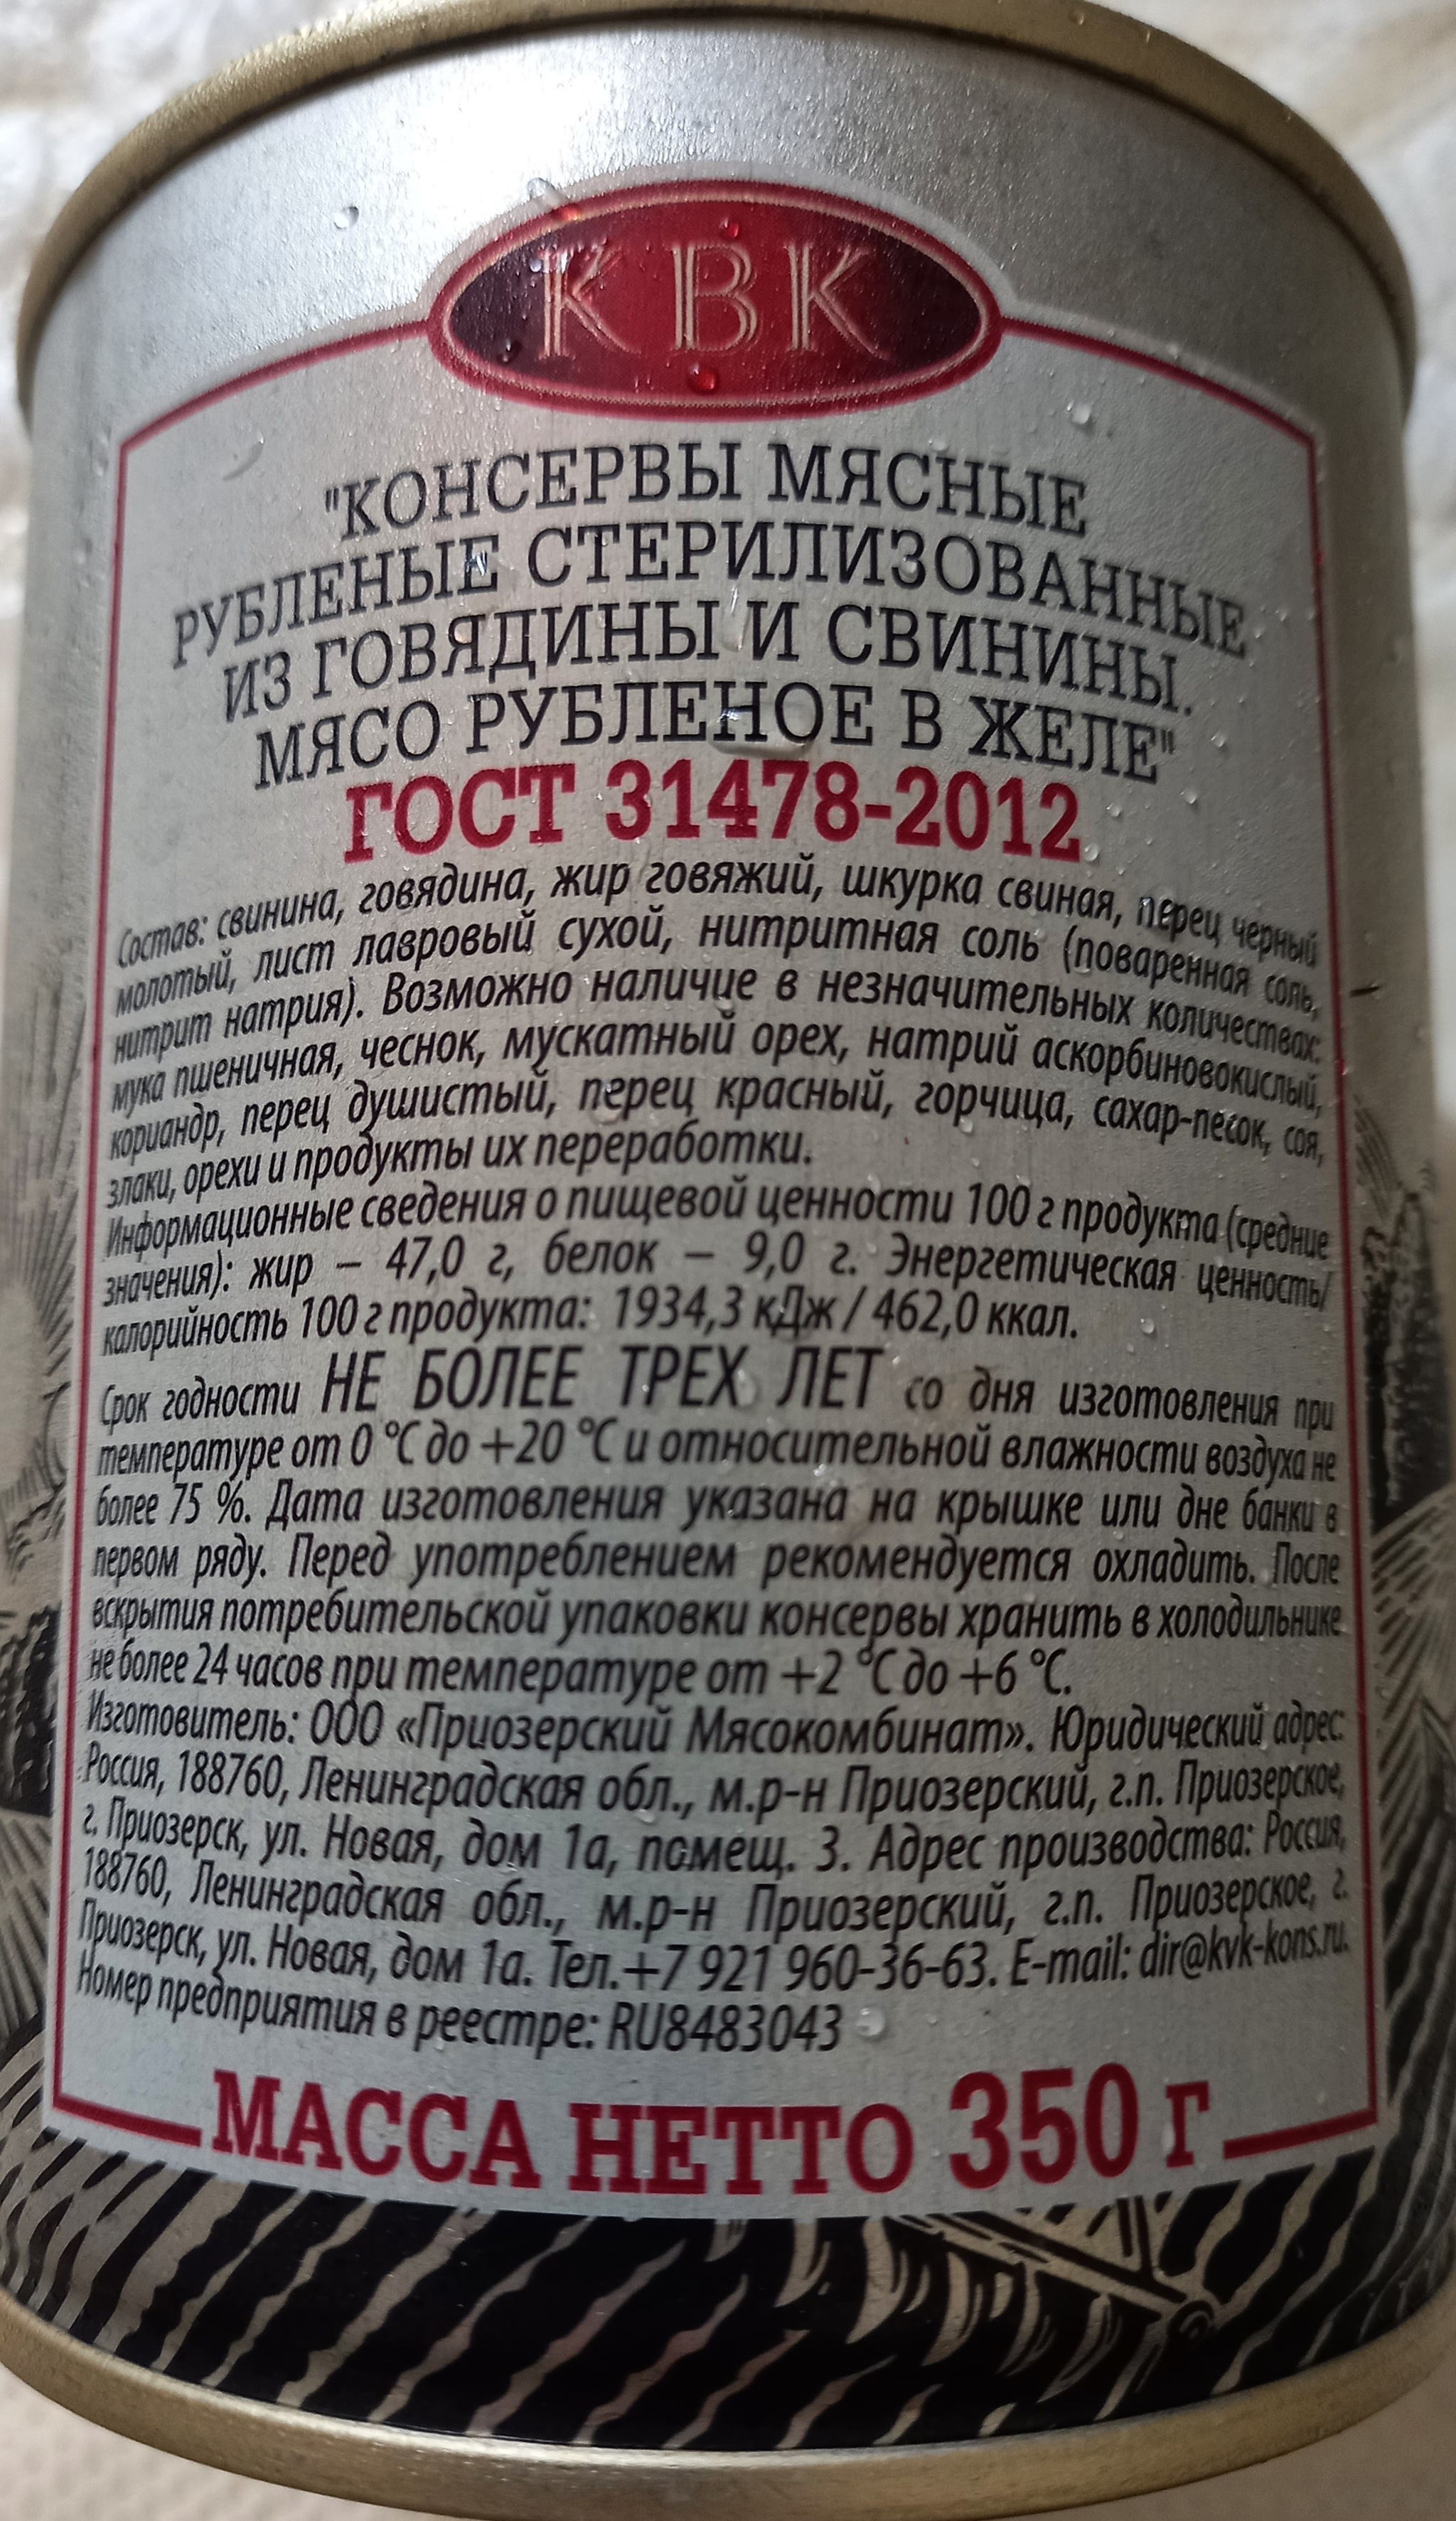 КВК
"КОНСЕРВЫ МЯСНЫЕ
РУБЛЕНЫЕ СТЕРИЛИЗОВАННЫЕ
ИЗ ГОВЯДИНЫ И СВИНИНЫ.
МЯСО РУБЛЕНОЕ В ЖЕЛЕ"
ГОСТ 31478-2012
Состав: свинина, говядина, жир говяжий, шкурка свиная, перец черный
молотый, лист лавровый сухой, нитритная соль (поваренная соль,
нитрит натрия). Возможно наличие в незначительных количествах:
мука пшеничная, чеснок, мускатный орех, натрий аскорбиновокислый,
кориандр, перец душистый, перец красный, горчица, сахар-песок, соя,
злаки, орехи и продукты их переработки.
Информационные сведения о пищевой ценности 100 г продукта (средние
значения): жир – 47,0 г, белок – 9,0 г. Энергетическая ценность/
калорийность 100 г продукта: 1934,3 кДж / 462,0 ккал.
Срок годности НЕ БОЛЕЕ ТРЕХ ЛЕТ со дня изготовления при
температуре от 0 °С до +20 °С и относительной влажности воздуха не
более 75 %. Дата изготовления указана на крышке или дне банки в
первом ряду. Перед употреблением рекомендуется охладить. После
вскрытия потребительской упаковки консервы хранить в холодильнике
не более 24 часов при температуре от +2 °С до +6 °С.
Изготовитель: ООО «Приозерский Мясокомбинат». Юридический адрес:
Россия, 188760, Ленинградская обл., м.р-н Приозерский, г.п. Приозерское,
г. Приозерск, ул. Новая, дом 1а, помещ. 3. Адрес производства: Россия,
188760, Ленинградская обл., м.р-н Приозерский, г.п. Приозерское, г.
Приозерск, ул. Новая, дом 1а. Тел.+7 921 960-36-63. E-mail: dir@kvk-kons.ru.
Номер предприятия в реестре: RU8483043
МАССА НЕТТО 350 г